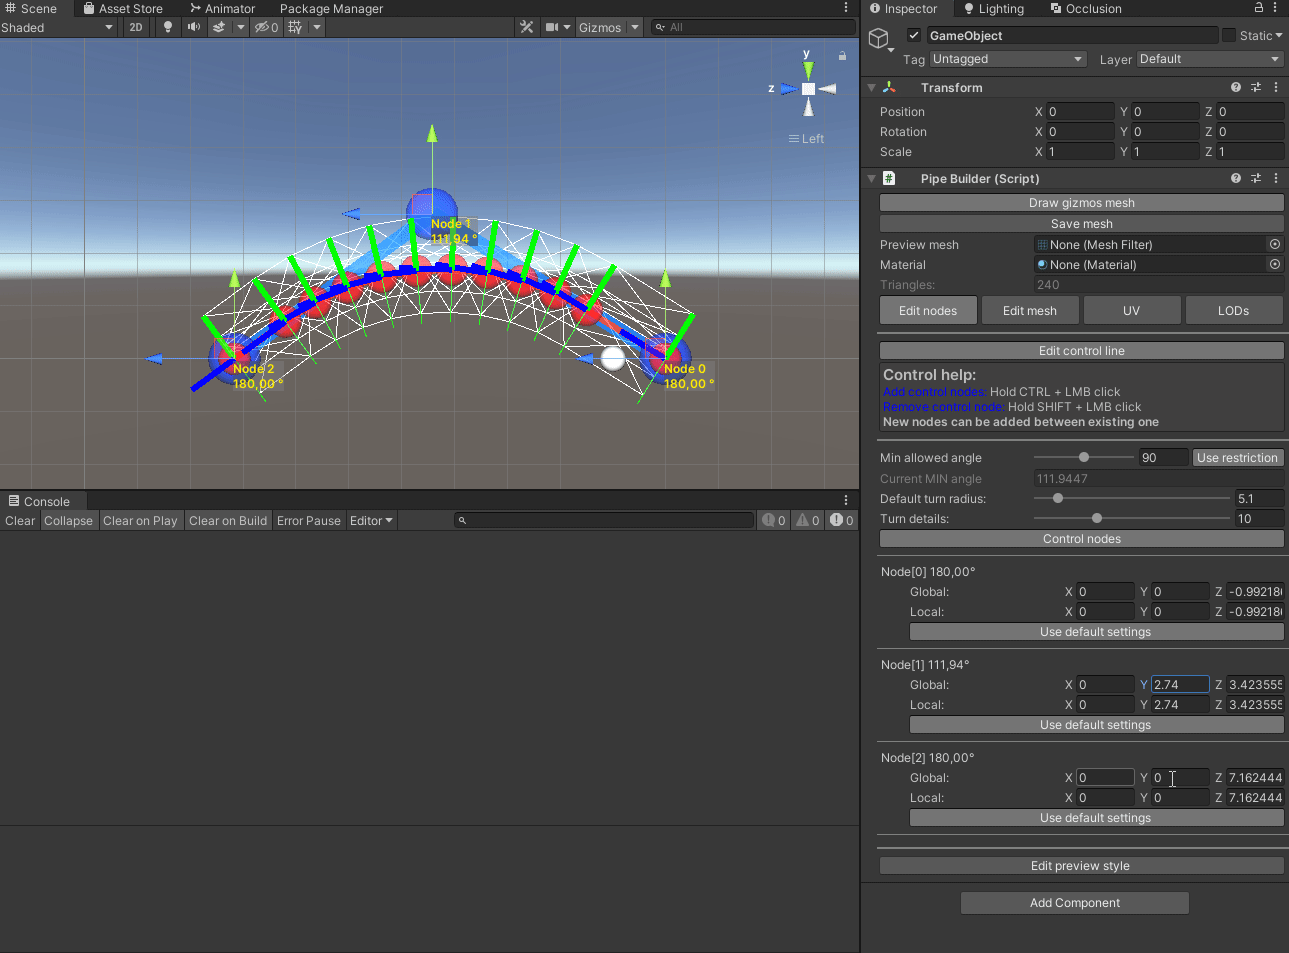 Scene Asset Store Animator Package Manager
Shaded 2D 0 Gizmos All
y
z
Left
Node 1
111,94 °
Node 2
180,00 °
Node 0
180,00 °
Console
Clear Collapse Clear on Play Clear on Build Error Pause Editor 0 0 0
Inspector Lighting Occlusion
GameObject Static
Tag Untagged Layer Default
Transform
Position X 0 Y 0 Z 0
Rotation X 0 Y 0 Z 0
Scale X 1 Y 1 Z 1
# Pipe Builder (Script)
Draw gizmos mesh
Save mesh
Preview mesh None (Mesh Filter)
Material None (Material)
Triangles: 240
Edit nodes Edit mesh UV LODs
Edit control line
Control help:
Add control nodes: Hold CTRL + LMB click
Remove control node: Hold SHIFT + LMB click
New nodes can be added between existing one
Min allowed angle 90 Use restriction
Current MIN angle 111.9447
Default turn radius: 5.1
Turn details: 10
Control nodes
Node[0] 180,00°
Global: X 0 Y 0 Z -0.99218
Local: X 0 Y 0 Z -0.99218
Use default settings
Node[1] 111,94°
Global: X 0 Y 2.74 Z 3.423555
Local: X 0 Y 2.74 Z 3.423555
Use default settings
Node[2] 180,00°
Global: X 0 Y 0 Z 7.162444
Local: X 0 Y 0 Z 7.162444
Use default settings
Edit preview style
Add Component